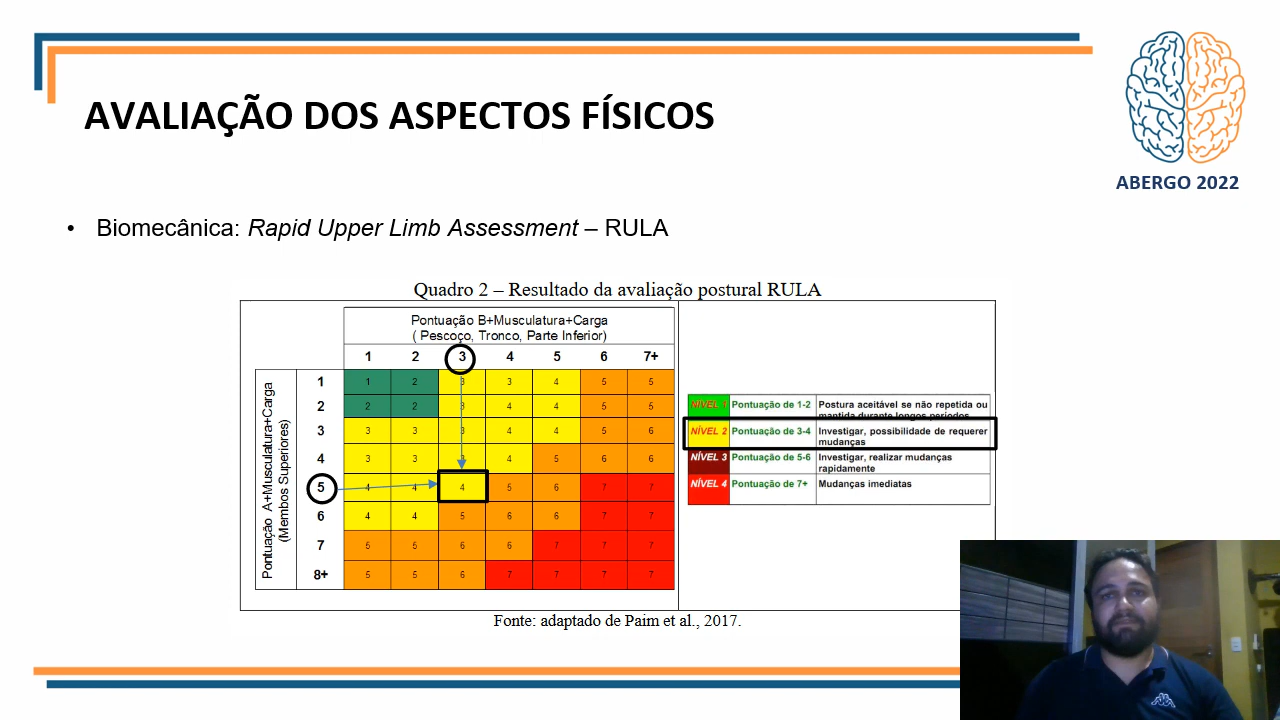 AVALIAÇÃO DOS ASPECTOS FÍSICOS
ABERGO 2022
• Biomecânica: Rapid Upper Limb Assessment – RULA
Quadro 2 – Resultado da avaliação postural RULA
Pontuação B+Musculatura+Carga
( Pescoço, Tronco, Parte Inferior)
1 2 3 4 5 6 7+
Pontuação A+Musculatura+Carga
(Membros Superiores)
1 1 2 3 3 4 5 5
2 2 2 3 4 4 5 5
3 3 3 3 4 4 5 6
4 3 3 3 4 5 6 6
5 4 4 4 5 6 7 7
6 4 4 5 6 6 7 7
7 5 5 6 6 7 7 7
8+ 5 5 6 7 7 7 7
NÍVEL 1 Pontuação de 1-2 Postura aceitável se não repetida ou
mantida durante longos períodos
NÍVEL 2 Pontuação de 3-4 Investigar, possibilidade de requerer
mudanças
NÍVEL 3 Pontuação de 5-6 Investigar, realizar mudanças
rapidamente
NÍVEL 4 Pontuação de 7+ Mudanças imediatas
Fonte: adaptado de Paim et al., 2017.